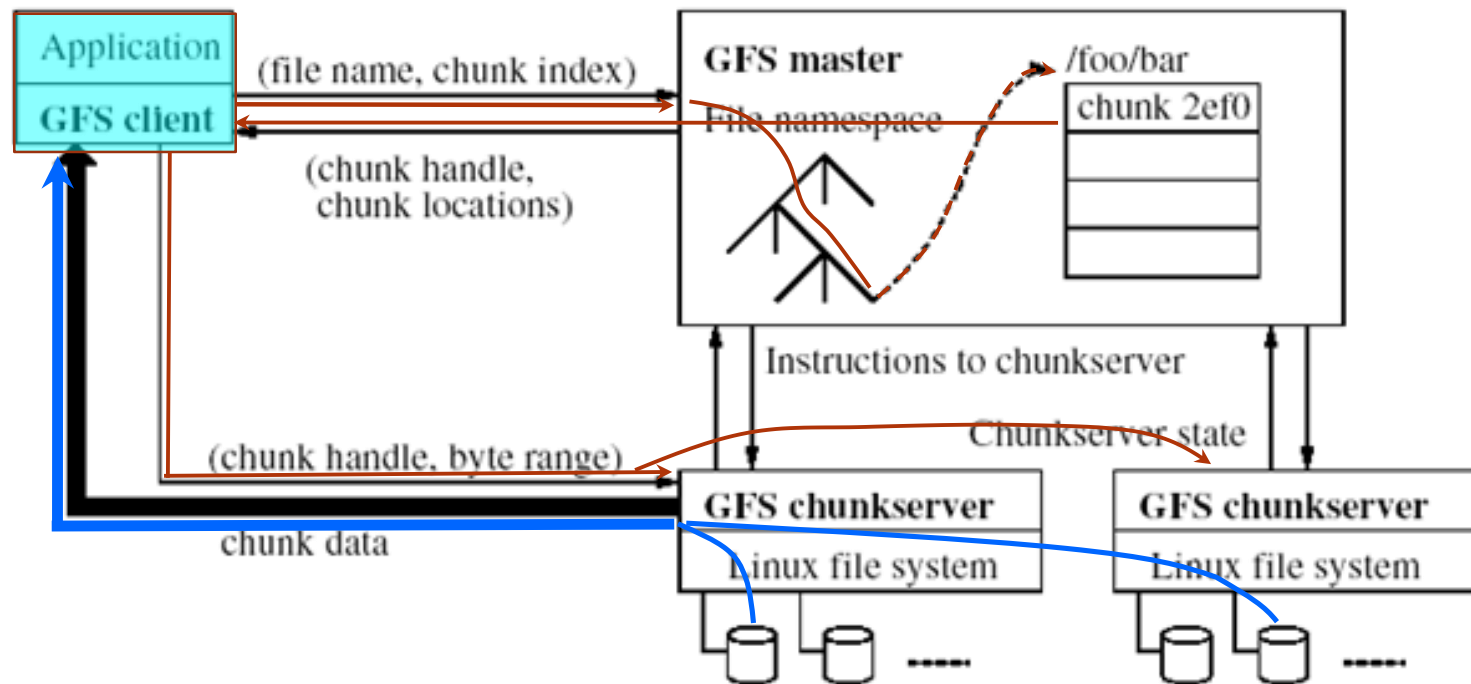 Application
GFS client
(file name, chunk index)
(chunk handle,
chunk locations)
GFS master
File namespace
/foo/bar
chunk 2ef0
Instructions to chunkserver
Chunkserver state
(chunk handle, byte range)
chunk data
GFS chunkserver
Linux file system
GFS chunkserver
Linux file system